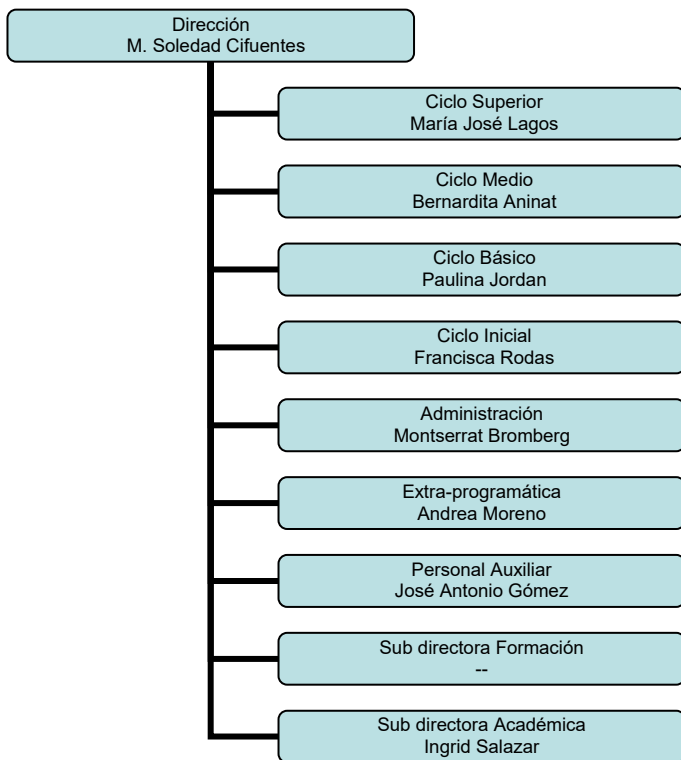 Dirección
M. Soledad Cifuentes
Ciclo Superior
María José Lagos
Ciclo Medio
Bernardita Aninat
Ciclo Básico
Paulina Jordan
Ciclo Inicial
Francisca Rodas
Administración
Montserrat Bromberg
Extra-programática
Andrea Moreno
Personal Auxiliar
José Antonio Gómez
Sub directora Formación
--
Sub directora Académica
Ingrid Salazar